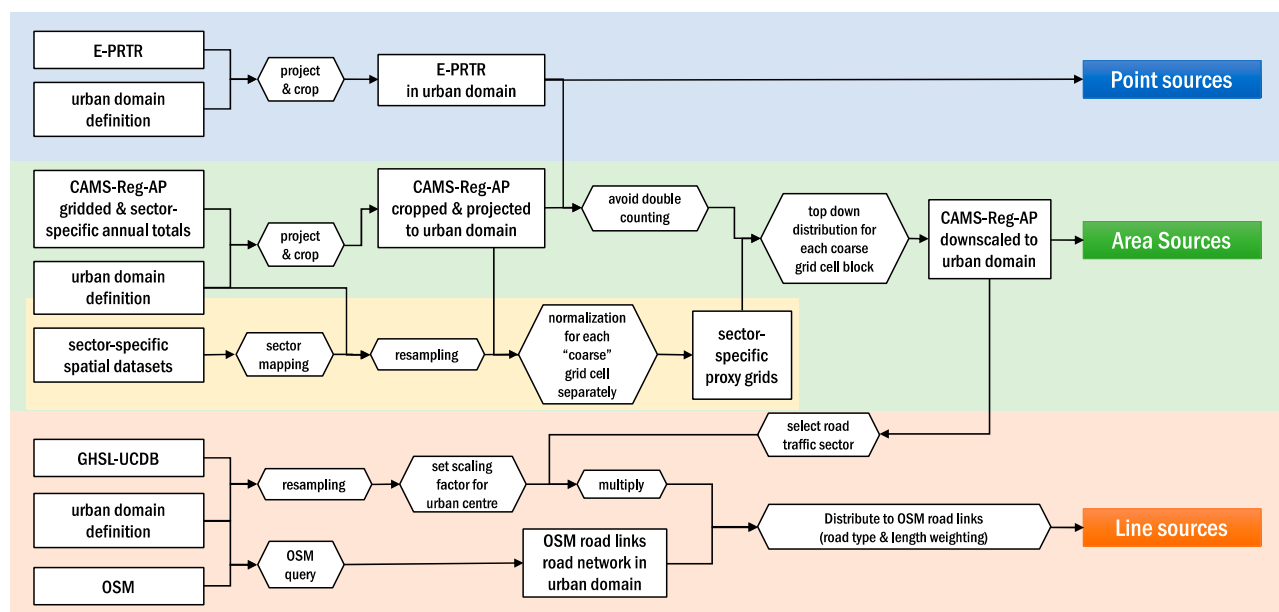 E-PRTR
urban domain
definition
project
& crop
E-PRTR
in urban domain
Point sources
CAMS-Reg-AP
gridded & sector-
specific annual totals
urban domain
definition
project
& crop
CAMS-Reg-AP
cropped & projected
to urban domain
avoid double
counting
top down
distribution for
each coarse
grid cell block
CAMS-Reg-AP
downscaled to
urban domain
Area Sources
sector-specific
spatial datasets
sector
mapping
resampling
normalization
for each
“coarse”
grid cell
separately
sector-
specific
proxy grids
select road
traffic sector
GHSL-UCDB
urban domain
definition
OSM
resampling
set scaling
factor for
urban centre
multiply
OSM
query
OSM road links
road network in
urban domain
Distribute to OSM road links
(road type & length weighting)
Line sources